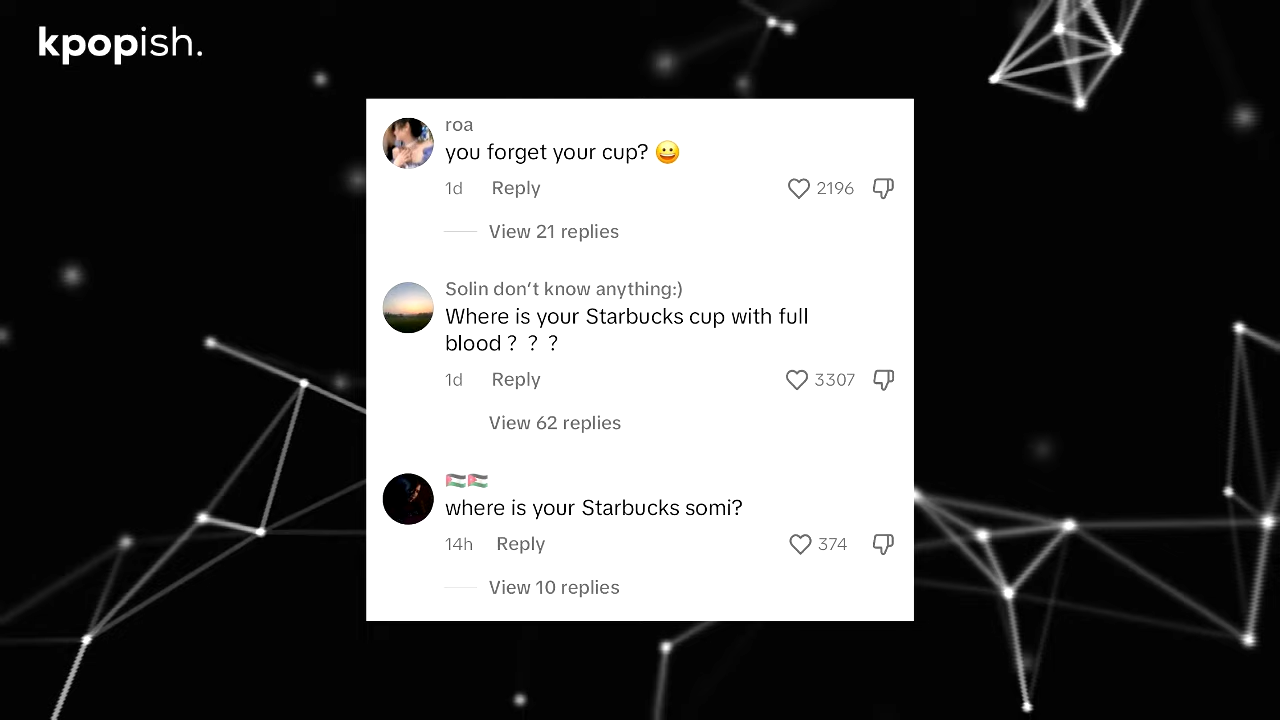 kpopish.
roa
you forget your cup? 😀
1d Reply 2196
View 21 replies
Solin don't know anything:)
Where is your Starbucks cup with full
blood ? ? ?
1d Reply 3307
View 62 replies
🇵🇸🇵🇸
where is your Starbucks somi?
14h Reply 374
View 10 replies